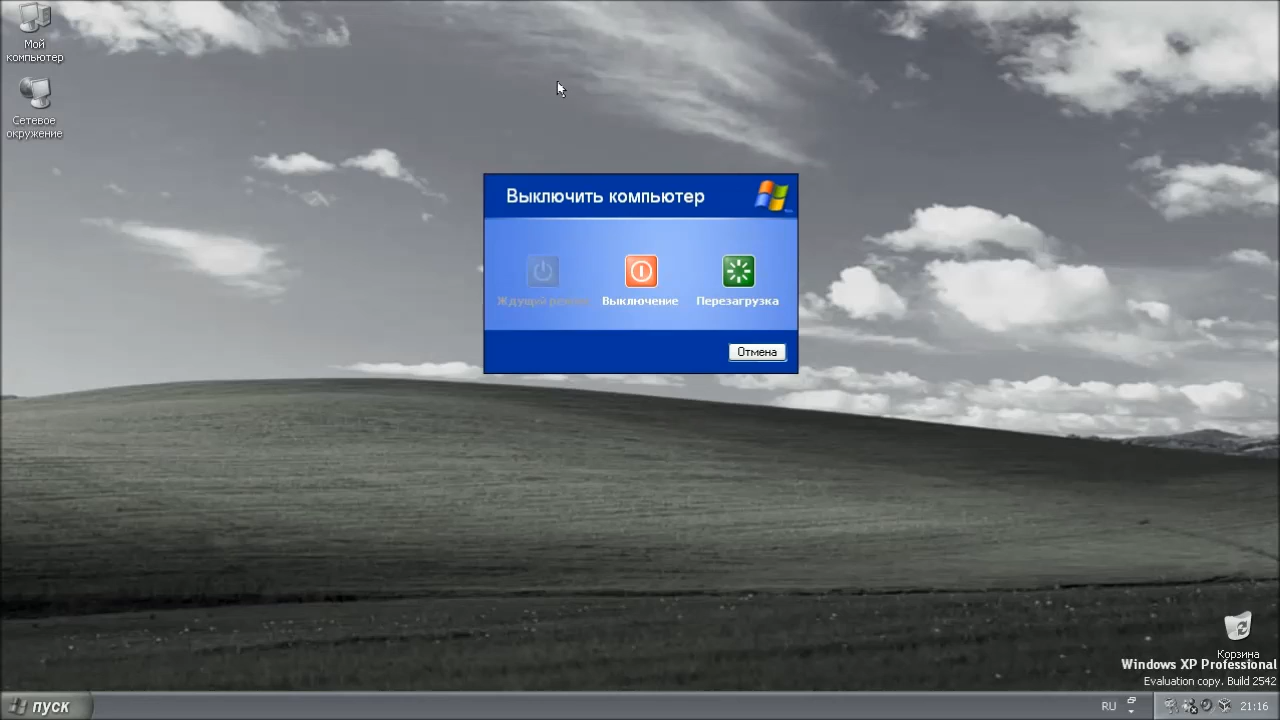 Мой
компьютер
Сетевое
окружение
Выключить компьютер
Ждущий режим
Выключение
Перезагрузка
Отмена
Корзина
Windows XP Professional
Evaluation copy. Build 2542
пуск
RU
21:16